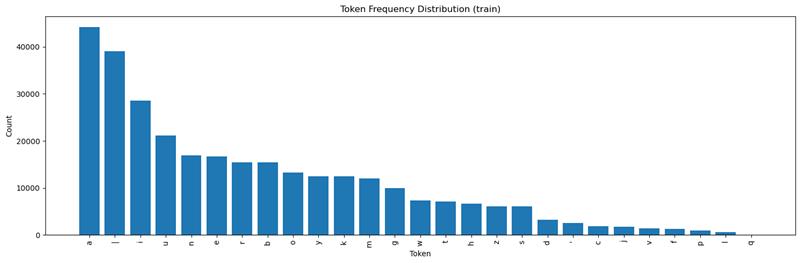 Token Frequency Distribution (train)
Count
40000
30000
20000
10000
0
a | i u n e r b o y k m g w t h z s d ' c j v f p l q
Token